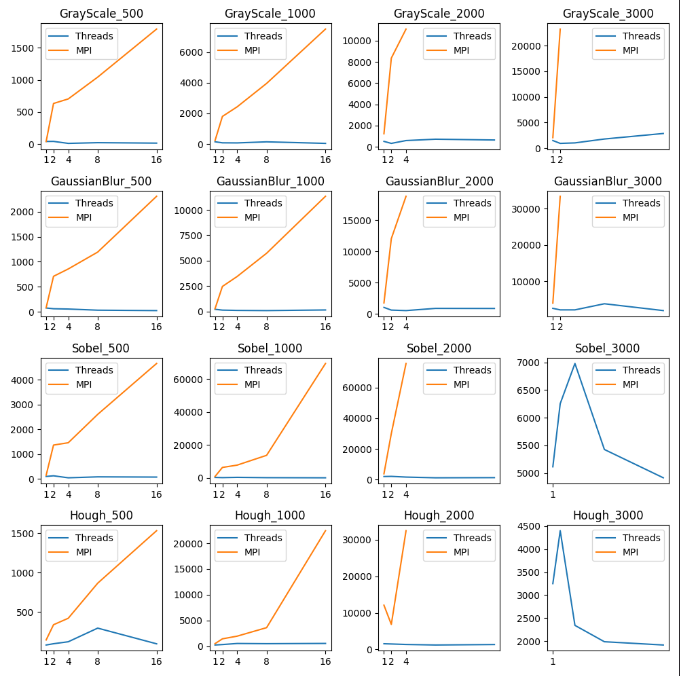 GrayScale_500 GrayScale_1000 GrayScale_2000 GrayScale_3000
Threads
MPI
1500
1000
500
0
1 2 4 8 16
Threads
MPI
6000
4000
2000
0
1 2 4 8 16
Threads
MPI
10000
8000
6000
4000
2000
0
1 2 4
Threads
MPI
20000
15000
10000
5000
0
1 2
GaussianBlur_500 GaussianBlur_1000 GaussianBlur_2000 GaussianBlur_3000
Threads
MPI
2000
1500
1000
500
0
1 2 4 8 16
Threads
MPI
10000
8000
6000
4000
2000
0
1 2 4 8 16
Threads
MPI
15000
10000
5000
0
1 2 4
Threads
MPI
30000
20000
10000
1 2
Sobel_500 Sobel_1000 Sobel_2000 Sobel_3000
Threads
MPI
4000
3000
2000
1000
0
1 2 4 8 16
Threads
MPI
60000
40000
20000
0
1 2 4 8 16
Threads
MPI
60000
40000
20000
0
1 2 4
Threads
MPI
7000
6500
6000
5500
5000
1
Hough_500 Hough_1000 Hough_2000 Hough_3000
Threads
MPI
1500
1000
500
1 2 4 8 16
Threads
MPI
20000
15000
10000
5000
0
1 2 4 8 16
Threads
MPI
30000
20000
10000
0
1 2 4
Threads
MPI
4500
4000
3500
3000
2500
2000
1